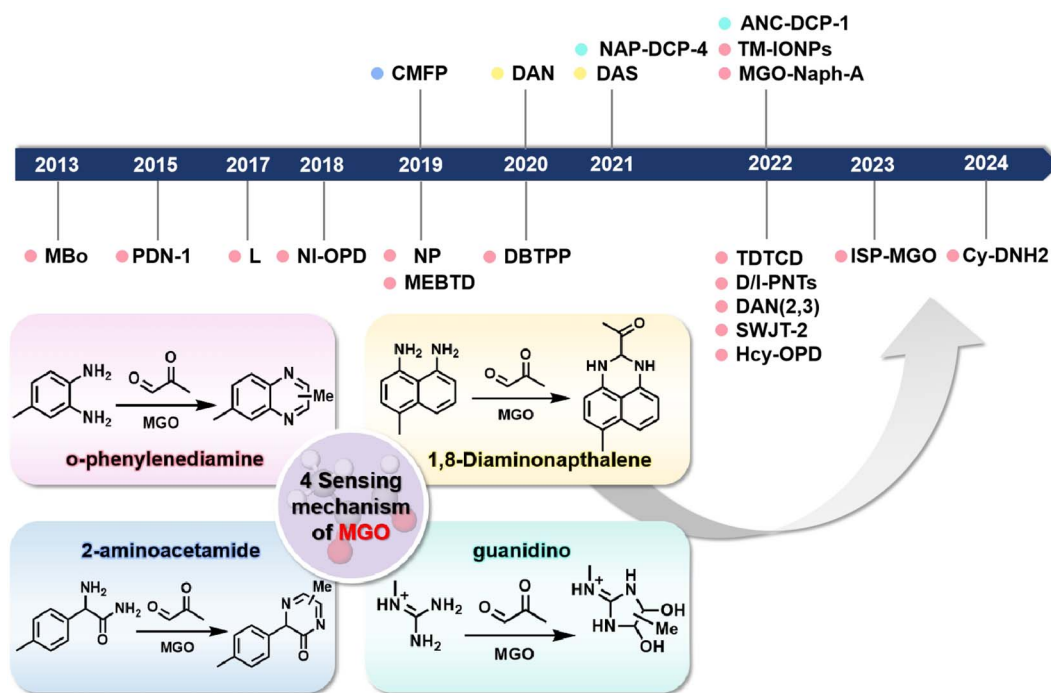 ANC-DCP-1
NAP-DCP-4
TM-IONPs
CMFP
DAN
DAS
MGO-Naph-A
2013
2015
2017
2018
2019
2020
2021
2022
2023
2024
MBo
PDN-1
L
NI-OPD
NP
MEBTD
DBTPP
TDTCD
D/I-PNTs
DAN(2,3)
SWJT-2
Hcy-OPD
ISP-MGO
Cy-DNH2
NH₂
NH₂
O
O
MGO
N
N
Me
o-phenylenediamine
NH₂
NH₂
O
O
MGO
O
HN
NH
1,8-Diaminonapthalene
4 Sensing
mechanism
of MGO
2-aminoacetamide
NH₂
NH₂
O
O
O
MGO
Me
N
N
O
guanidino
HN
+
NH₂
NH₂
O
O
MGO
HN
+
H
N
OH
Me
HN
OH